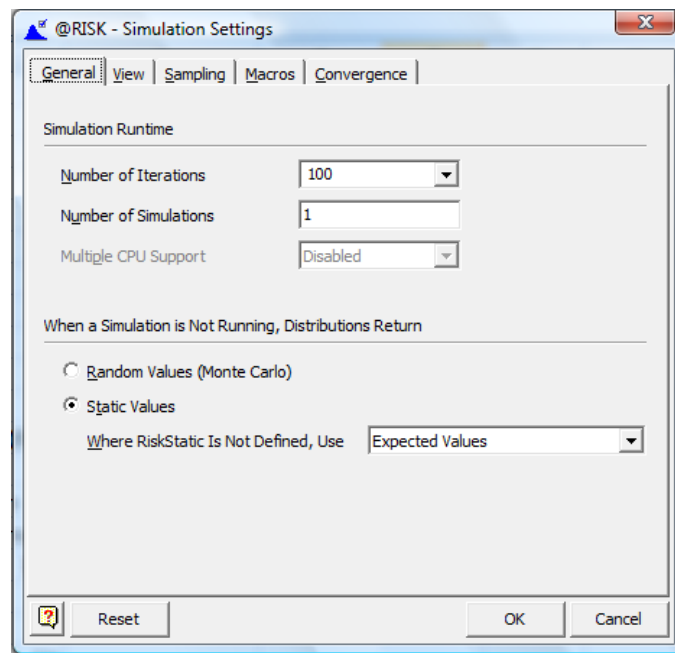 @RISK - Simulation Settings
General View Sampling Macros Convergence
Simulation Runtime
Number of Iterations 100
Number of Simulations 1
Multiple CPU Support Disabled
When a Simulation is Not Running, Distributions Return
Random Values (Monte Carlo)
Static Values
Where RiskStatic Is Not Defined, Use Expected Values
Reset OK Cancel